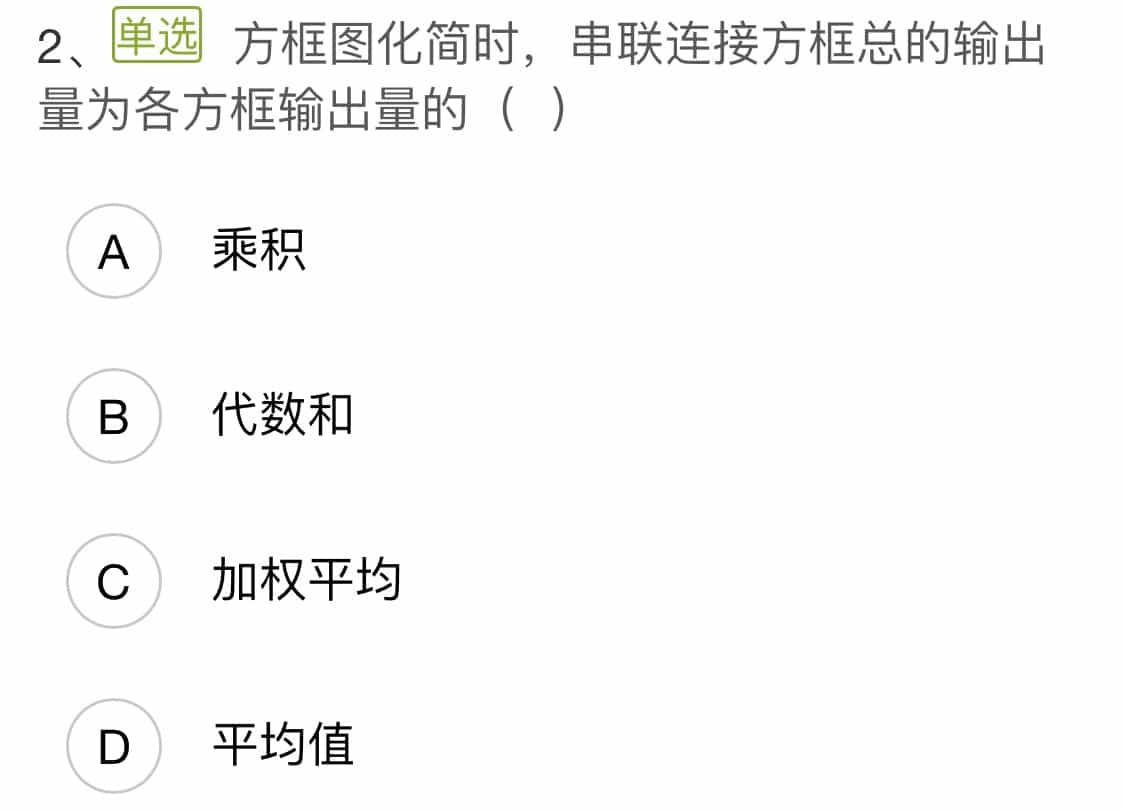 2、单选 方框图化简时，串联连接方框总的输出
量为各方框输出量的（ ）
A 乘积
B 代数和
C 加权平均
D 平均值